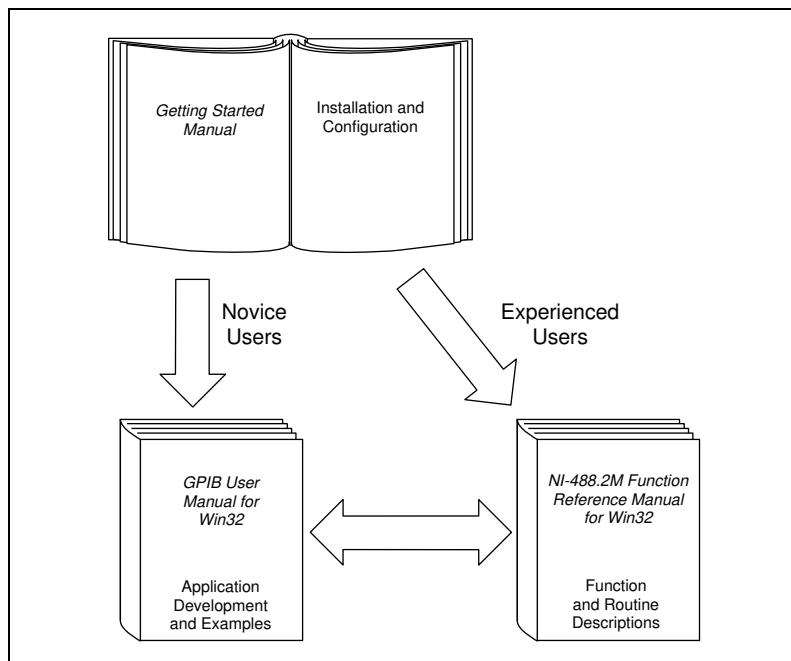 Getting Started
Manual
Installation and
Configuration
Novice
Users
Experienced
Users
GPIB User
Manual for
Win32
Application
Development
and Examples
NI-488.2M Function
Reference Manual
for Win32
Function
and Routine
Descriptions